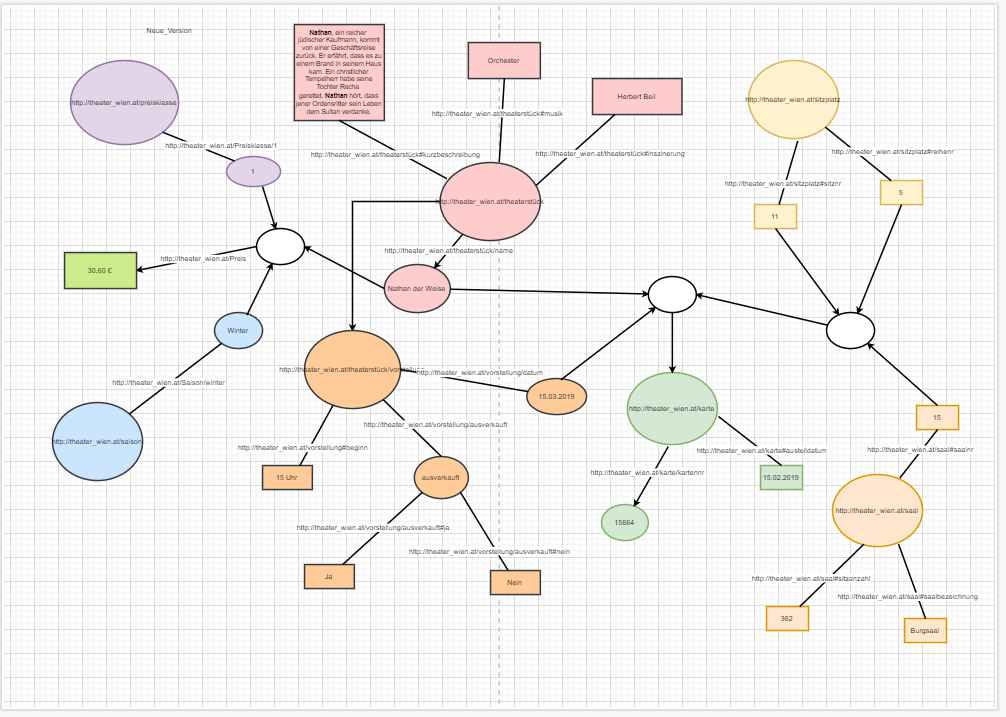 Neue_Version
Nathan, ein reicher
jüdischer Kaufmann, kommt
von einer Geschäftsreise
zurück. Er erfährt, dass es zu
einem Brand in seinem Haus
kam. Ein christlicher
Tempelherr habe seine
Tochter Recha
gerettet. Nathan hört, dass
jener Ordensritter sein Leben
dem Sultan verdanke.
Orchester
Herbert Beil
http://theater_wien.at/preisklasse
http://theater_wien.at/sitzplatz
http://theater_wien.at/theaterstück#musik
http://theater_wien.at/Preisklasse/1
http://theater_wien.at/theaterstück#kurzbeschreibung
http://theater_wien.at/theaterstück#inszinerung
http://theater_wien.at/sitzplatz#reihenr
1
http://theater_wien.at/sitzplatz#sitznr
5
http://theater_wien.at/theaterstück
11
http://theater_wien.at/theaterstück/name
http://theater_wien.at/Preis
30,60 €
Nathan der Weise
Winter
http://theater_wien.at/theaterstück/vorstellung
http://theater_wien.at/vorstellung/datum
http://theater_wien.at/Saison/winter
15.03.2019
http://theater_wien.at/karte
15
http://theater_wien.at/vorstellung/ausverkauft
http://theater_wien.at/saison
http://theater_wien.at/vorstellung#beginn
http://theater_wien.at/karte#austelldatum
http://theater_wien.at/saal#saalnr
http://theater_wien.at/karte/kartennr
15 Uhr
ausverkauft
15.02.2019
http://theater_wien.at/saal
15664
http://theater_wien.at/vorstellung/ausverkauft#ja
http://theater_wien.at/vorstellung/ausverkauft#nein
Ja
Nein
http://theater_wien.at/saal#sitzanzahl
http://theater_wien.at/saal#saalbezeichnung
362
Burgsaal